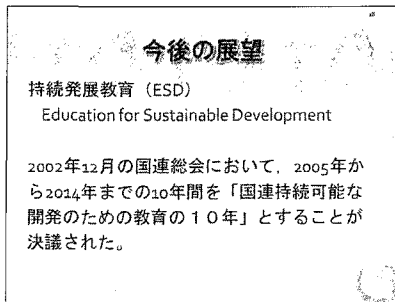 今後の展望
持続発展教育（ESD）
Education for Sustainable Development
2002年12月の国連総会において，2005年か
ら2014年までの10年間を「国連持続可能な
開発のための教育の１０年」とすることが
決議された。